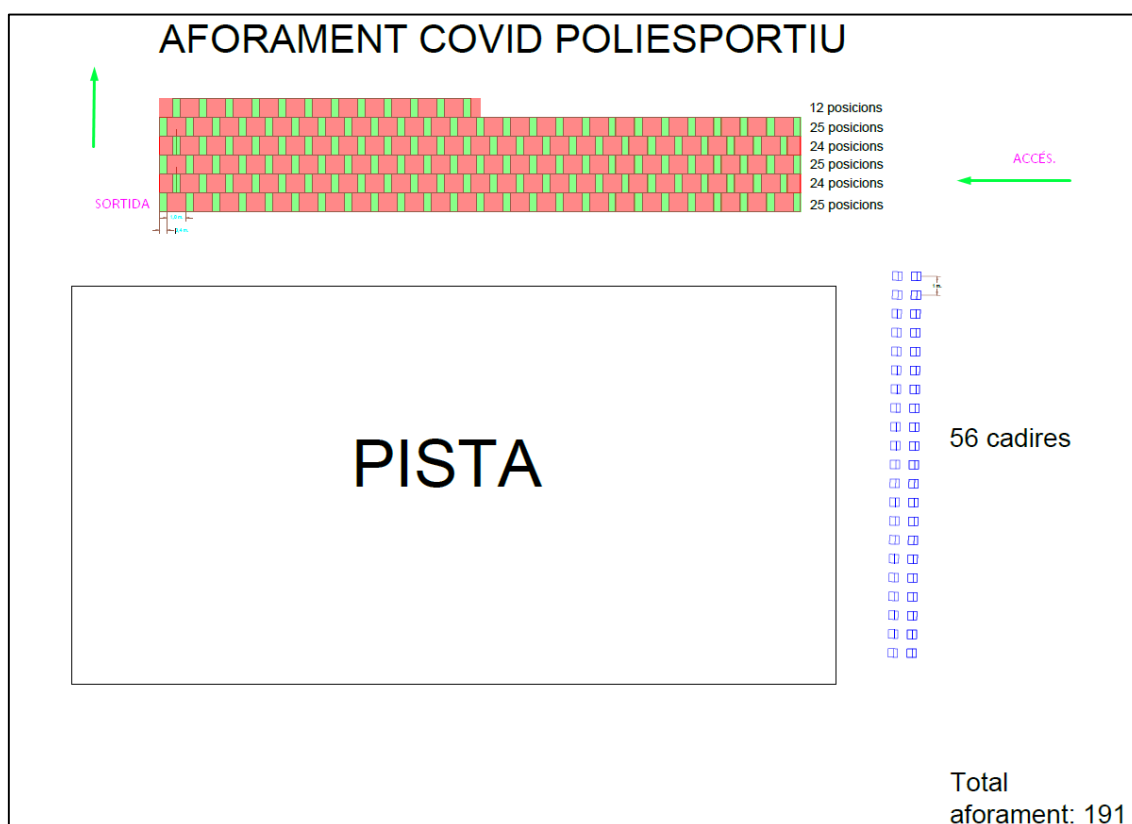 AFORAMENT COVID POLIESPORTIU
12 posicions
25 posicions
24 posicions
25 posicions
24 posicions
25 posicions
ACCÉS.
SORTIDA
56 cadires
PISTA
Total
aforament: 191